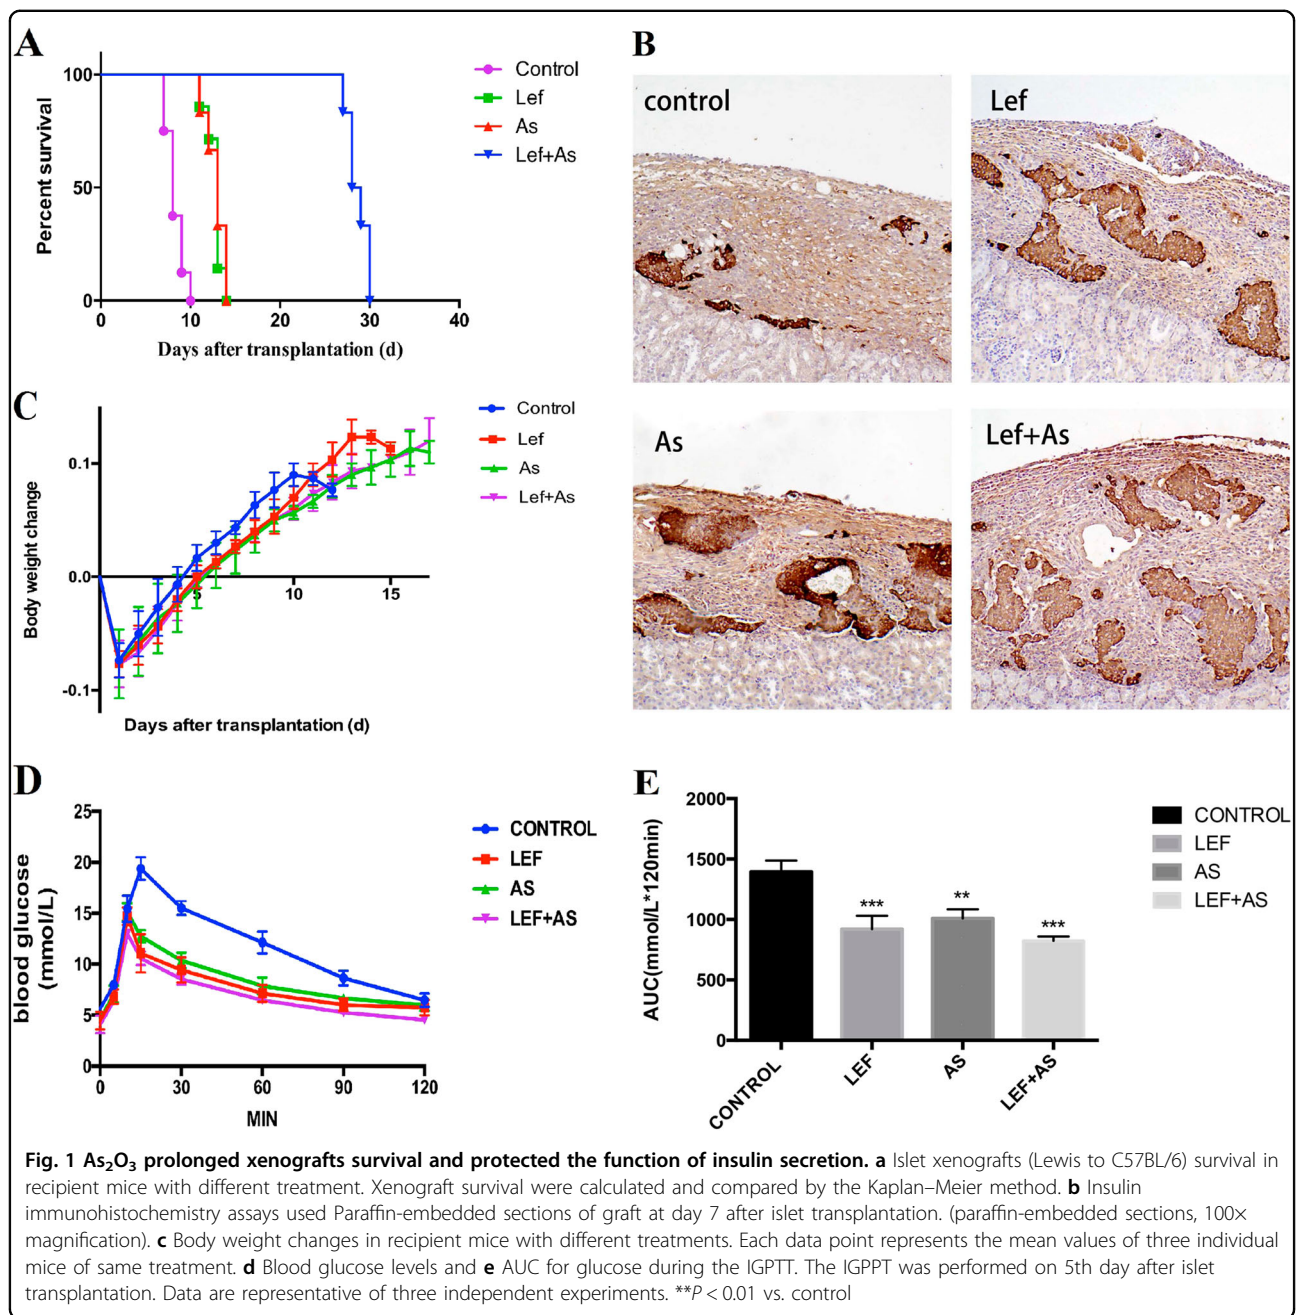 A
100
50
0
Percent survival
0
10
20
30
40
Days after transplantation (d)
Control
Lef
As
Lef+As
B
control
Lef
As
Lef+As
C
0.1
0.0
-0.1
Body weight change
5
10
15
Days after transplantation (d)
Control
Lef
As
Lef+As
D
25
20
15
10
5
0
blood glucose
(mmol/L)
0
30
60
90
120
MIN
CONTROL
LEF
AS
LEF+AS
E
2000
1500
1000
500
0
AUC(mmol/L*120min)
***
**
***
CONTROL
LEF
AS
LEF+AS
CONTROL
LEF
AS
LEF+AS
Fig. 1 As₂O₃ prolonged xenografts survival and protected the function of insulin secretion. a Islet xenografts (Lewis to C57BL/6) survival in
recipient mice with different treatment. Xenograft survival were calculated and compared by the Kaplan–Meier method. b Insulin
immunohistochemistry assays used Paraffin-embedded sections of graft at day 7 after islet transplantation. (paraffin-embedded sections, 100×
magnification). c Body weight changes in recipient mice with different treatments. Each data point represents the mean values of three individual
mice of same treatment. d Blood glucose levels and e AUC for glucose during the IGPTT. The IGPPT was performed on 5th day after islet
transplantation. Data are representative of three independent experiments. **P < 0.01 vs. control